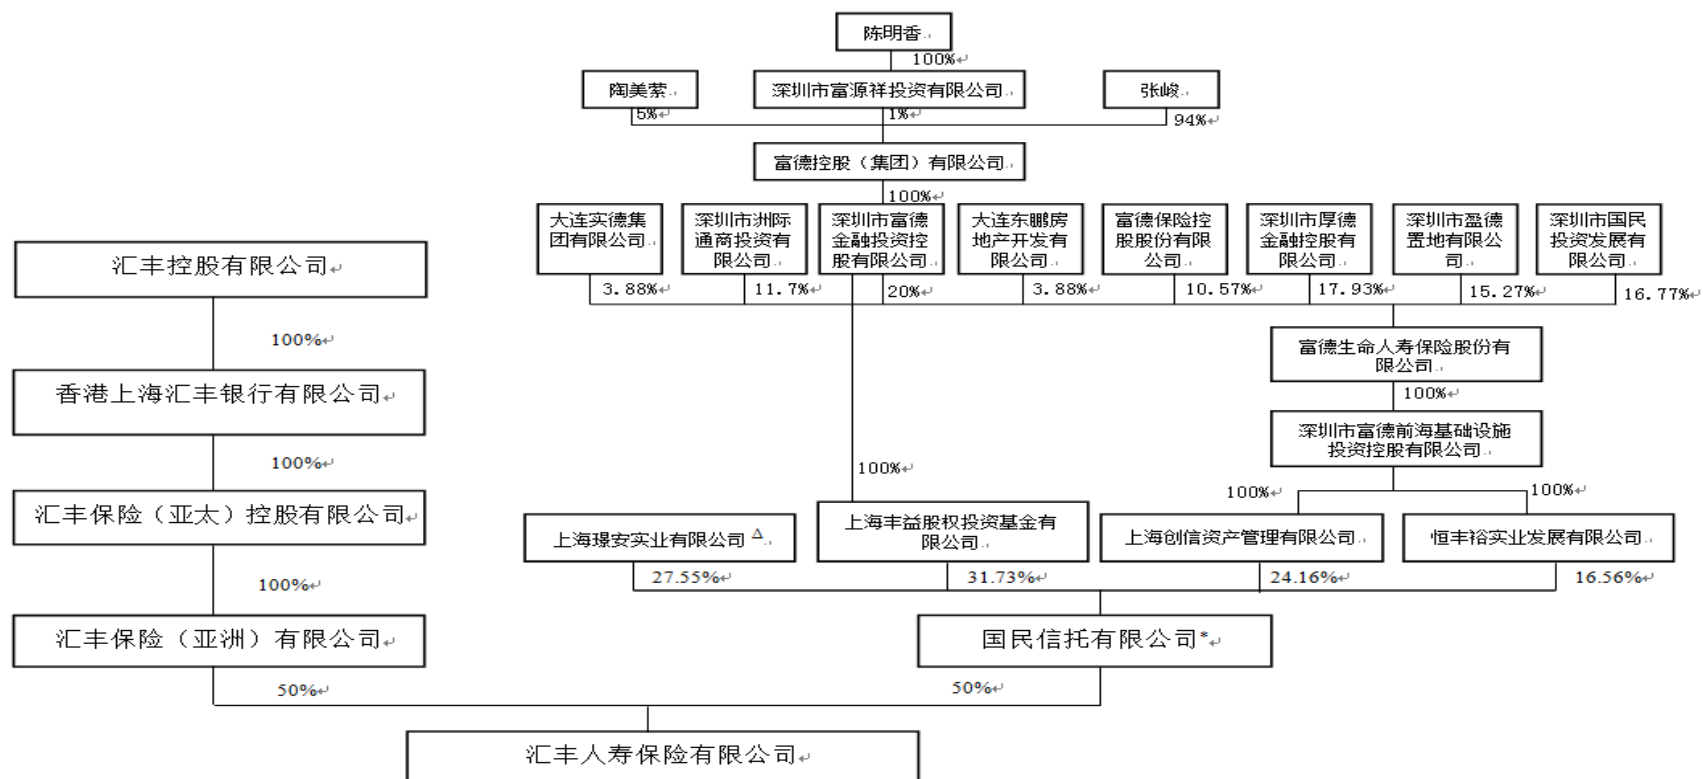 陈明香
100%
陶美萦
深圳市富源祥投资有限公司
张峻
5%
1%
94%
富德控股（集团）有限公司
100%
大连实德集
团有限公司
深圳市洲际
通商投资有
限公司
深圳市富德
金融投资控
股有限公司
大连东鹏房
地产开发有
限公司
富德保险控
股股份有限
公司
深圳市厚德
金融控股有
限公司
深圳市盈德
置地有限公
司
深圳市国民
投资发展有
限公司
3.88%
11.7%
20%
3.88%
10.57%
17.93%
15.27%
16.77%
富德生命人寿保险股份有
限公司
100%
深圳市富德前海基础设施
投资控股有限公司
100%
100%
100%
上海璟安实业有限公司 △
上海丰益股权投资基金有
限公司
上海创信资产管理有限公司
恒丰裕实业发展有限公司
27.55%
31.73%
24.16%
16.56%
国民信托有限公司*
50%
汇丰控股有限公司
100%
香港上海汇丰银行有限公司
100%
汇丰保险（亚太）控股有限公司
100%
汇丰保险（亚洲）有限公司
50%
汇丰人寿保险有限公司